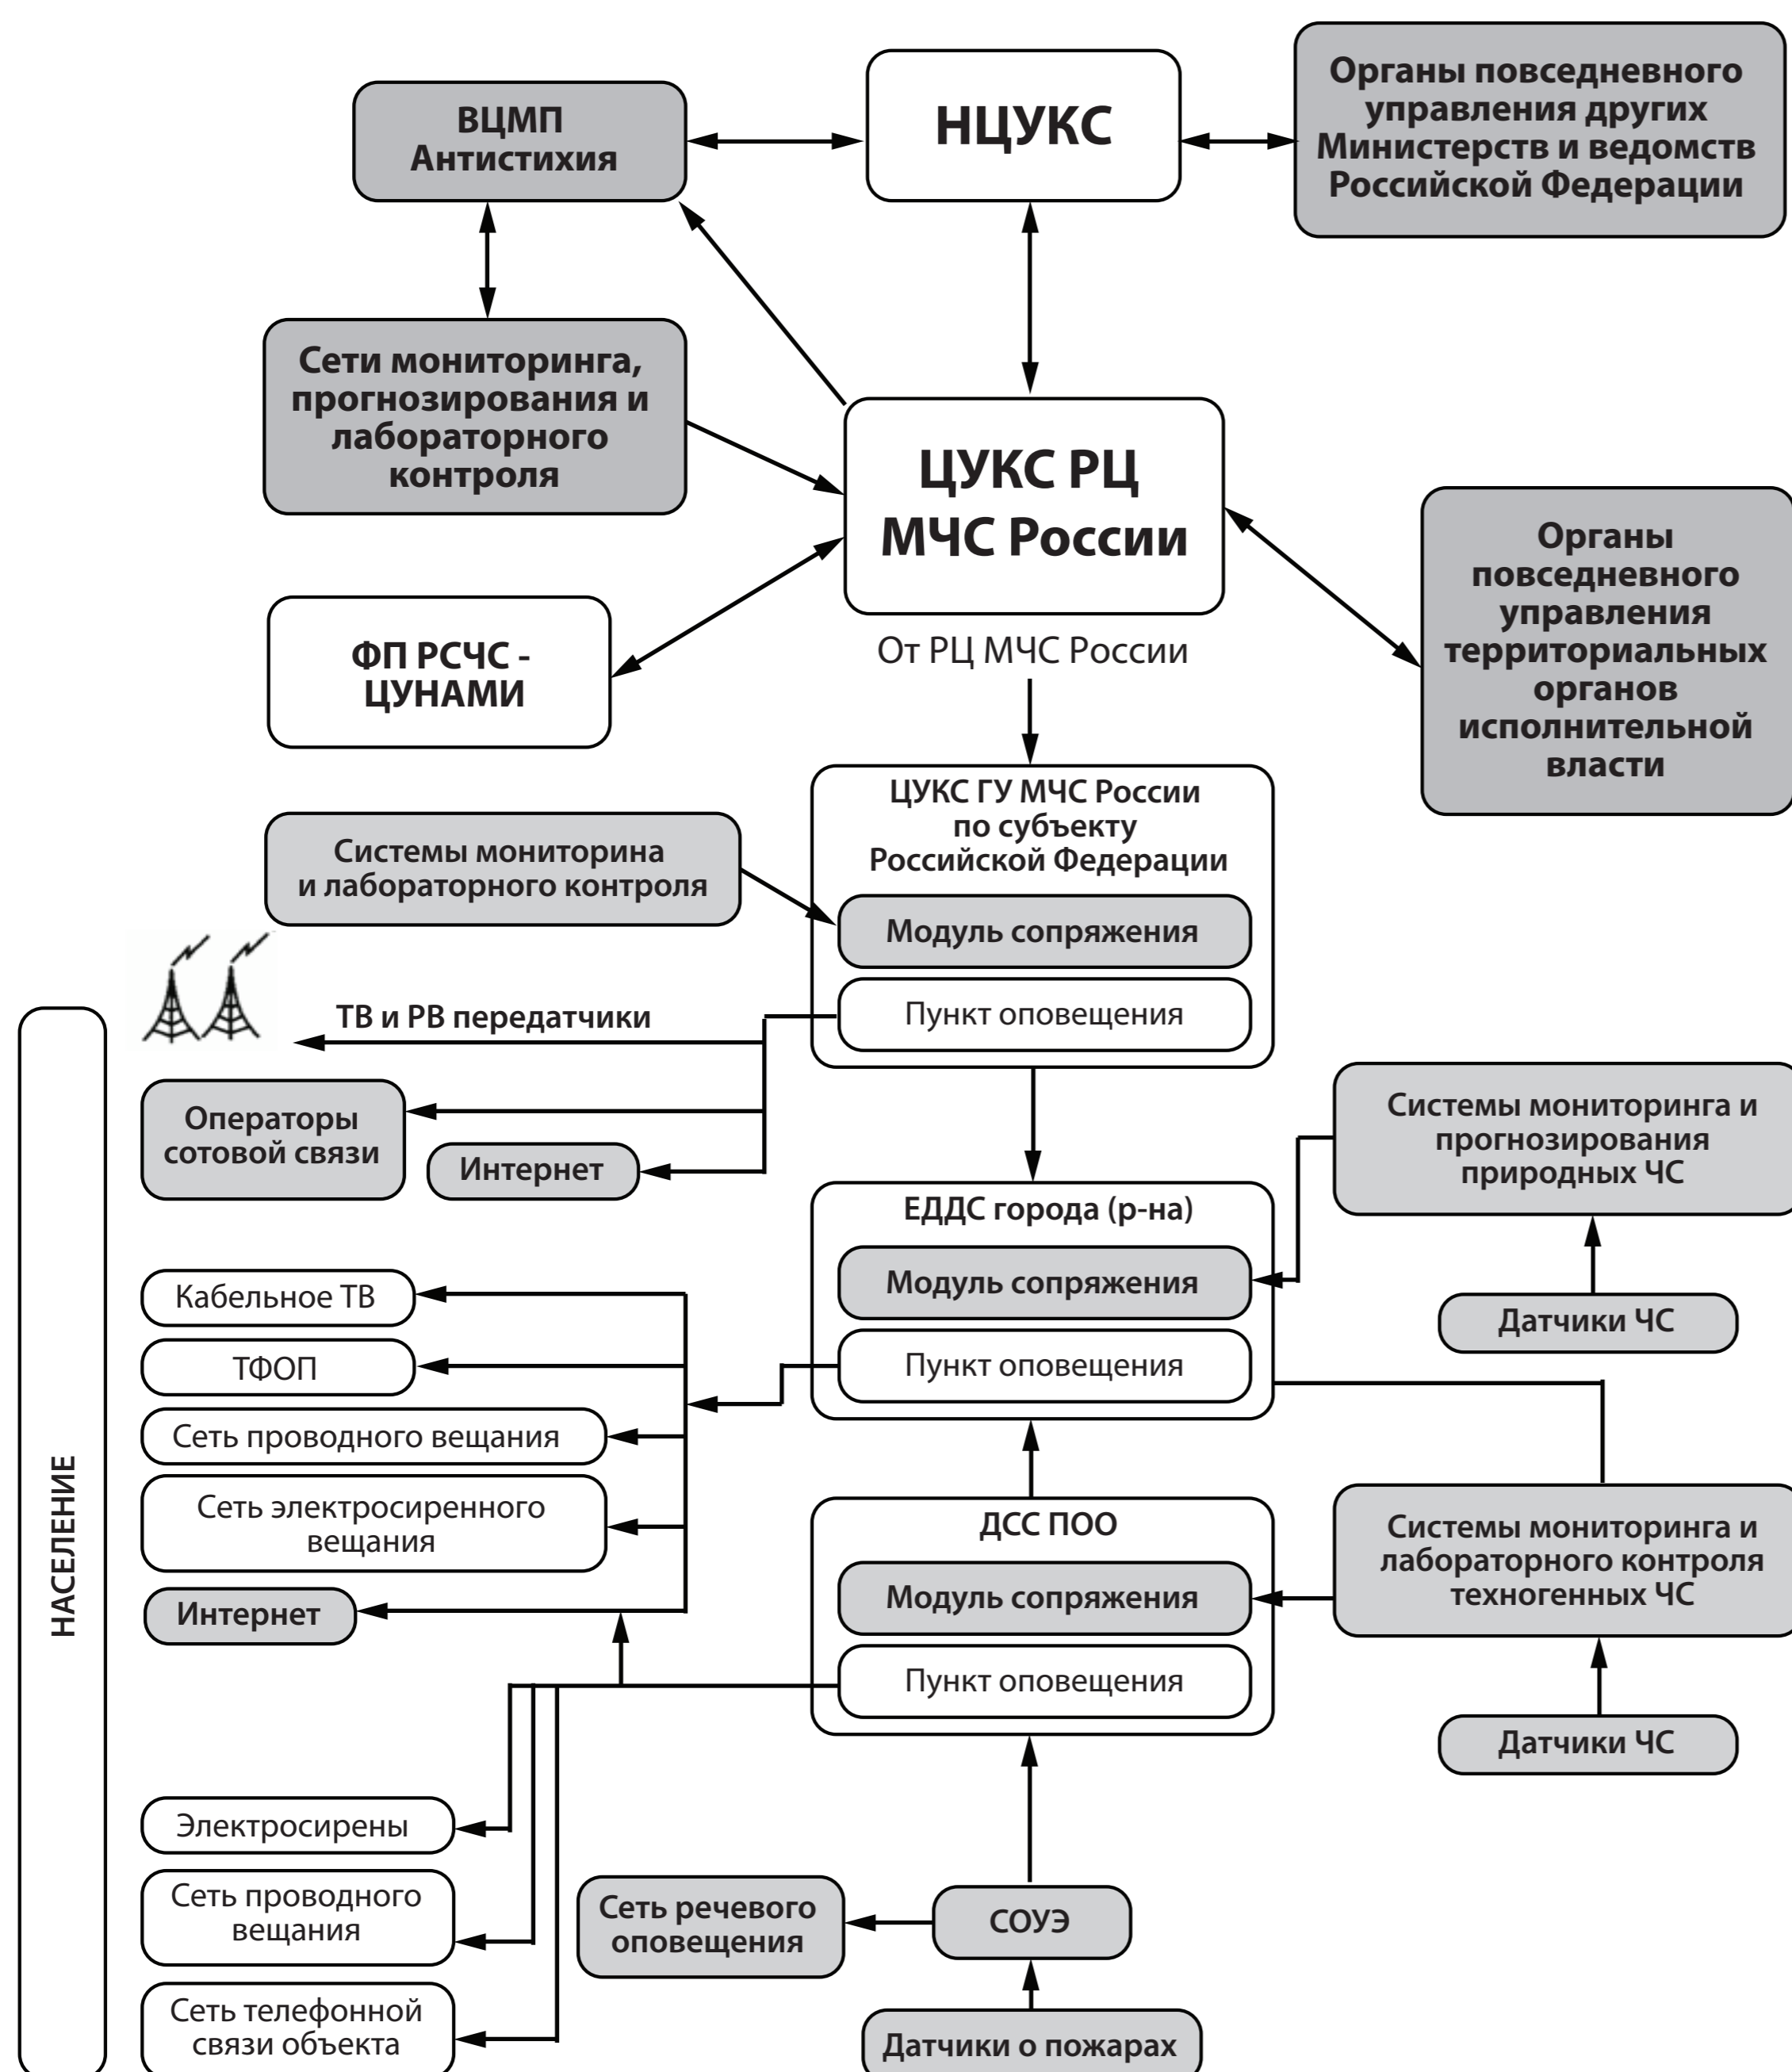 ВЦМП
Антистихия
НЦУКС
Органы повседневного
управления других
Министерств и ведомств
Российской Федерации
Сети мониторинга,
прогнозирования и
лабораторного
контроля
ЦУКС РЦ
МЧС России
Органы
повседневного
управления
территориальных
органов
исполнительной
власти
ФП РСЧС -
ЦУНАМИ
От РЦ МЧС России
ЦУКС ГУ МЧС России
по субъекту
Российской Федерации
Системы мониторина
и лабораторного контроля
Модуль сопряжения
Пункт оповещения
ТВ и РВ передатчики
Операторы
сотовой связи
Интернет
Системы мониторинга и
прогнозирования
природных ЧС
ЕДДС города (р-на)
Модуль сопряжения
Пункт оповещения
Датчики ЧС
Кабельное ТВ
ТФОП
Сеть проводного вещания
Сеть электросиренного
вещания
Интернет
НАСЕЛЕНИЕ
ДСС ПОО
Модуль сопряжения
Пункт оповещения
Системы мониторинга и
лабораторного контроля
техногенных ЧС
Датчики ЧС
Электросирены
Сеть проводного
вещания
Сеть телефонной
связи объекта
Сеть речевого
оповещения
СОУЭ
Датчики о пожарах